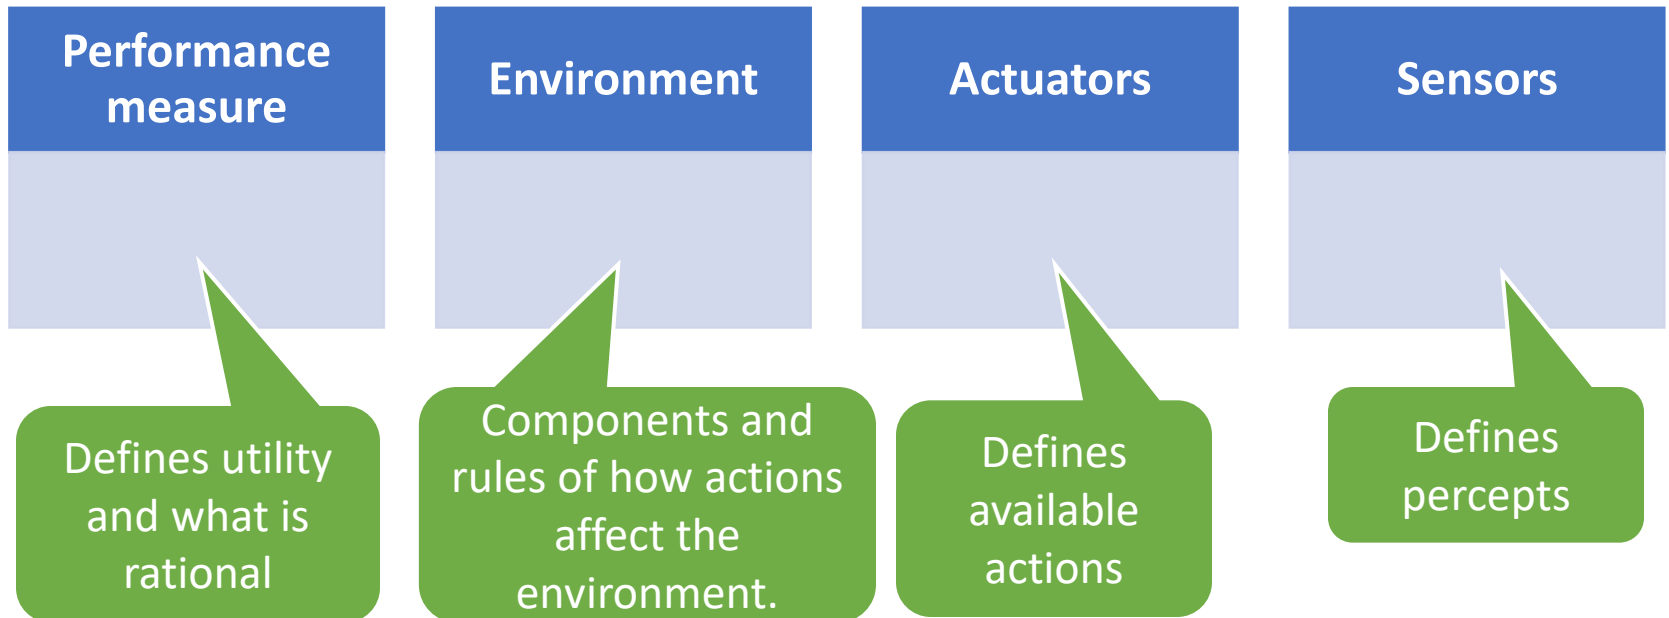 Performance
measure
Environment
Actuators
Sensors
Defines utility
and what is
rational
Components and
rules of how actions
affect the
environment.
Defines
available
actions
Defines
percepts